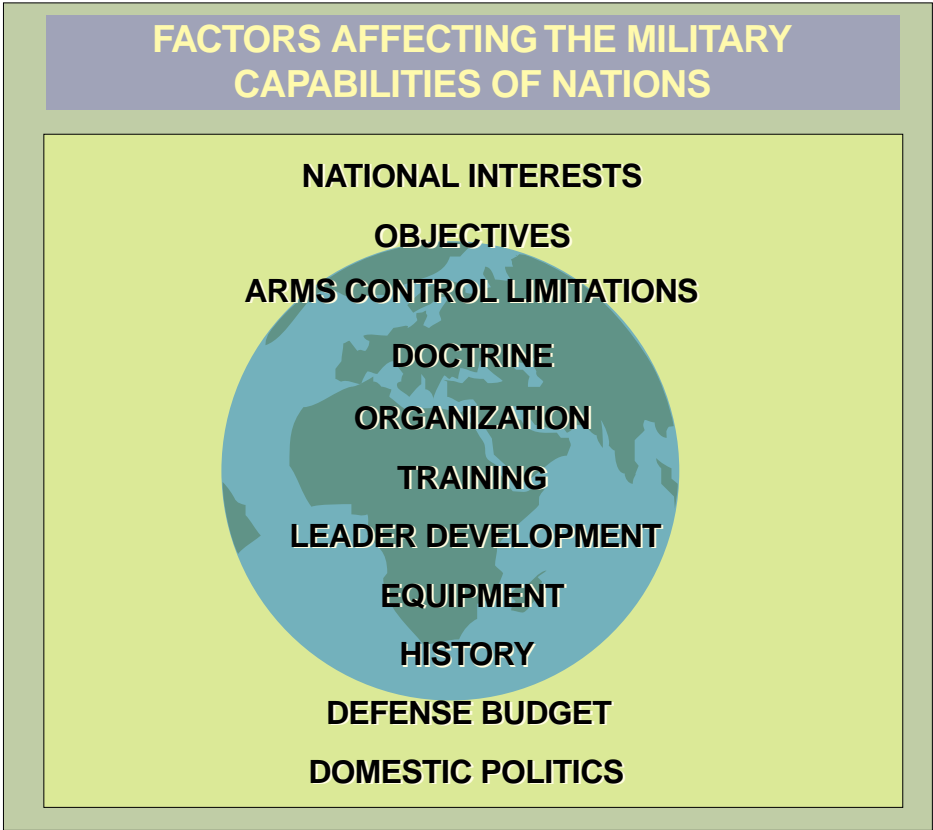 FACTORS AFFECTING THE MILITARY
CAPABILITIES OF NATIONS
NATIONAL INTERESTS
OBJECTIVES
ARMS CONTROL LIMITATIONS
DOCTRINE
ORGANIZATION
TRAINING
LEADER DEVELOPMENT
EQUIPMENT
HISTORY
DEFENSE BUDGET
DOMESTIC POLITICS